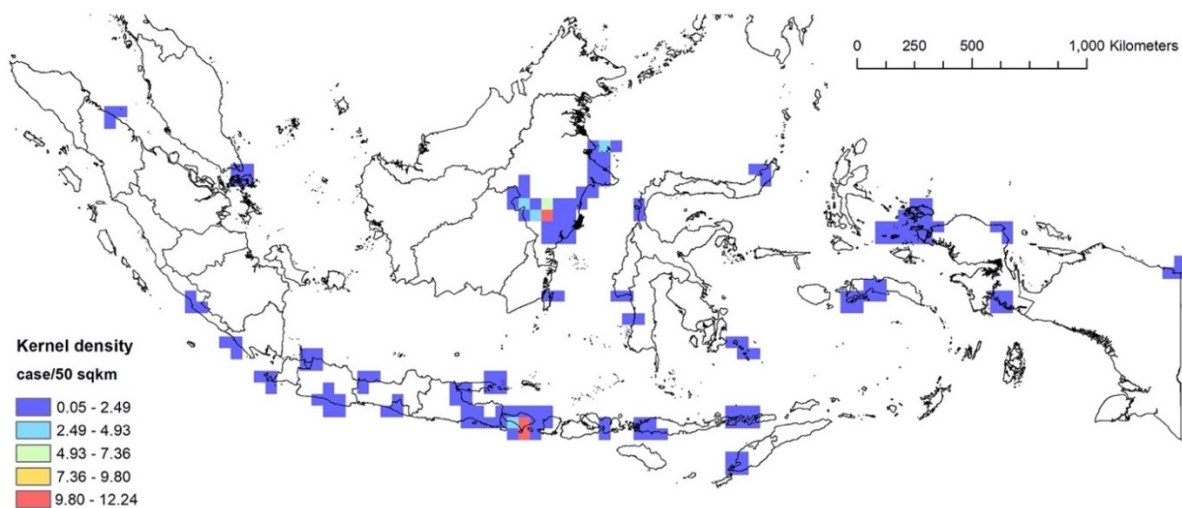 0 250 500 1,000 Kilometers
Kernel density
case/50 sqkm
0.05 - 2.49
2.49 - 4.93
4.93 - 7.36
7.36 - 9.80
9.80 - 12.24